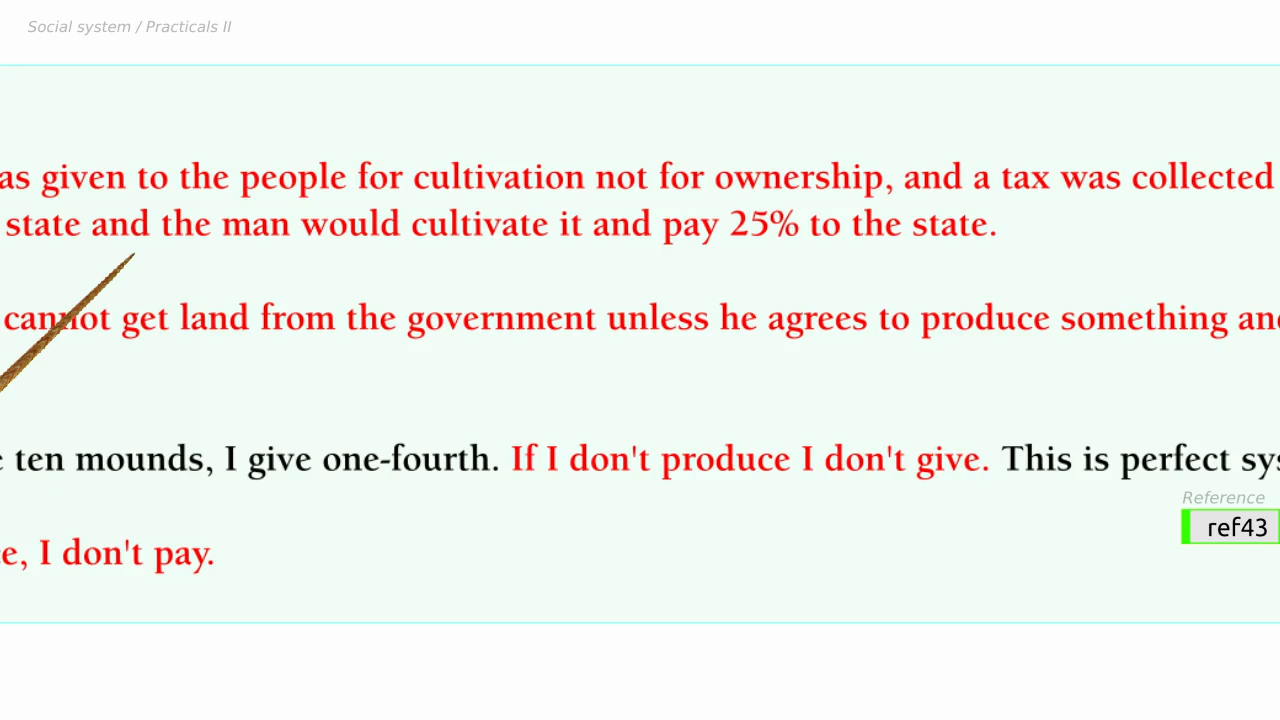 Social system / Practicals II
as given to the people for cultivation not for ownership, and a tax was collected
state and the man would cultivate it and pay 25% to the state.
cannot get land from the government unless he agrees to produce something
ten mounds, I give one-fourth. If I don't produce I don't give. This is perfect
Reference
ref43
I don't pay.